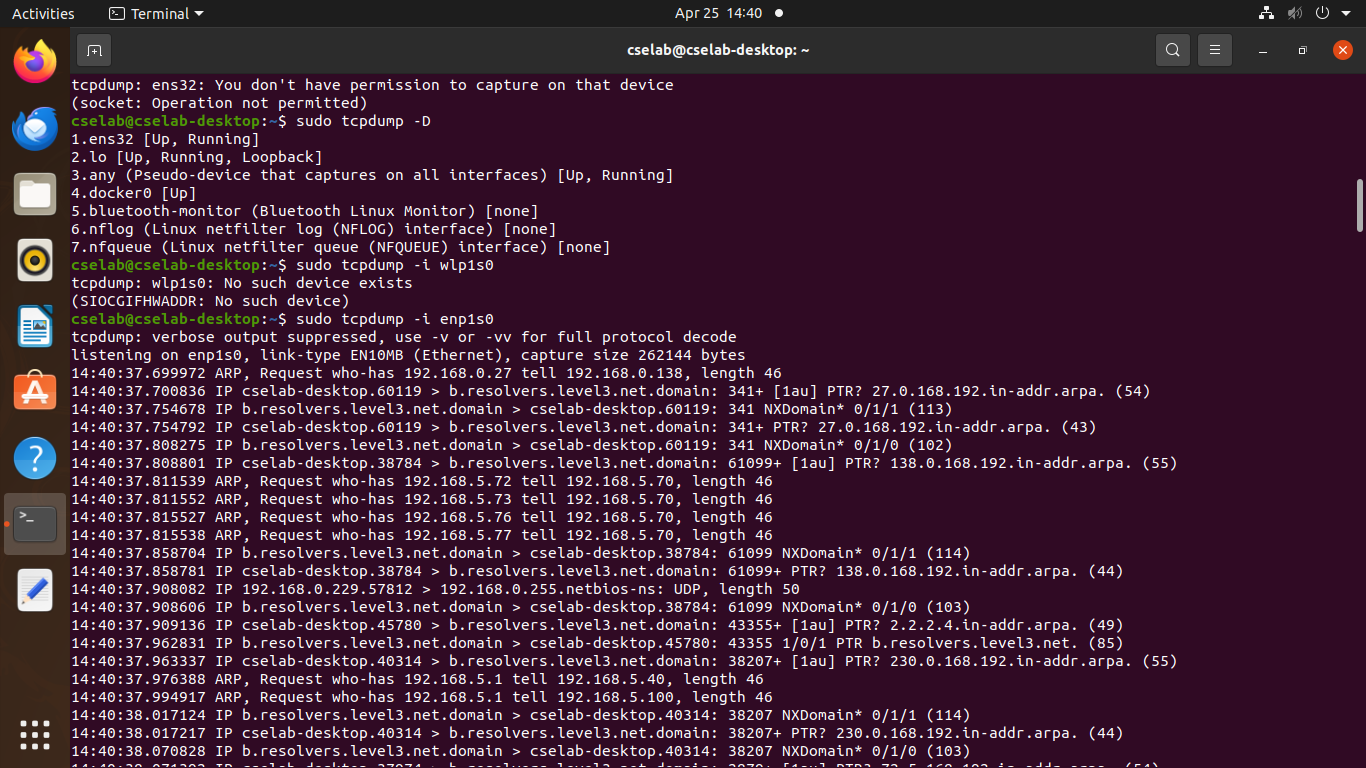 Activities
Terminal
Apr 25 14:40
cselab@cselab-desktop: ~
tcpdump: ens32: You don't have permission to capture on that device
(socket: Operation not permitted)
cselab@cselab-desktop:~$ sudo tcpdump -D
1.ens32 [Up, Running]
2.lo [Up, Running, Loopback]
3.any (Pseudo-device that captures on all interfaces) [Up, Running]
4.docker0 [Up]
5.bluetooth-monitor (Bluetooth Linux Monitor) [none]
6.nflog (Linux netfilter log (NFLOG) interface) [none]
7.nfqueue (Linux netfilter queue (NFQUEUE) interface) [none]
cselab@cselab-desktop:~$ sudo tcpdump -i wlp1s0
tcpdump: wlp1s0: No such device exists
(SIOCGIFHWADDR: No such device)
cselab@cselab-desktop:~$ sudo tcpdump -i enp1s0
tcpdump: verbose output suppressed, use -v or -vv for full protocol decode
listening on enp1s0, link-type EN10MB (Ethernet), capture size 262144 bytes
14:40:37.699972 ARP, Request who-has 192.168.0.27 tell 192.168.0.138, length 46
14:40:37.700836 IP cselab-desktop.60119 > b.resolvers.level3.net.domain: 341+ [1au] PTR? 27.0.168.192.in-addr.arpa. (54)
14:40:37.754678 IP b.resolvers.level3.net.domain > cselab-desktop.60119: 341 NXDomain* 0/1/1 (113)
14:40:37.754792 IP cselab-desktop.60119 > b.resolvers.level3.net.domain: 341+ PTR? 27.0.168.192.in-addr.arpa. (43)
14:40:37.808275 IP b.resolvers.level3.net.domain > cselab-desktop.60119: 341 NXDomain* 0/1/0 (102)
14:40:37.808801 IP cselab-desktop.38784 > b.resolvers.level3.net.domain: 61099+ [1au] PTR? 138.0.168.192.in-addr.arpa. (55)
14:40:37.811539 ARP, Request who-has 192.168.5.72 tell 192.168.5.70, length 46
14:40:37.811552 ARP, Request who-has 192.168.5.73 tell 192.168.5.70, length 46
14:40:37.815527 ARP, Request who-has 192.168.5.76 tell 192.168.5.70, length 46
14:40:37.815538 ARP, Request who-has 192.168.5.77 tell 192.168.5.70, length 46
14:40:37.858704 IP b.resolvers.level3.net.domain > cselab-desktop.38784: 61099 NXDomain* 0/1/1 (114)
14:40:37.858781 IP cselab-desktop.38784 > b.resolvers.level3.net.domain: 61099+ PTR? 138.0.168.192.in-addr.arpa. (44)
14:40:37.908082 IP 192.168.0.229.57812 > 192.168.0.255.netbios-ns: UDP, length 50
14:40:37.908606 IP b.resolvers.level3.net.domain > cselab-desktop.38784: 61099 NXDomain* 0/1/0 (103)
14:40:37.909136 IP cselab-desktop.45780 > b.resolvers.level3.net.domain: 43355+ [1au] PTR? 2.2.2.4.in-addr.arpa. (49)
14:40:37.962831 IP b.resolvers.level3.net.domain > cselab-desktop.45780: 43355 1/0/1 PTR b.resolvers.level3.net. (85)
14:40:37.963337 IP cselab-desktop.40314 > b.resolvers.level3.net.domain: 38207+ [1au] PTR? 230.0.168.192.in-addr.arpa. (55)
14:40:37.976388 ARP, Request who-has 192.168.5.1 tell 192.168.5.40, length 46
14:40:37.994917 ARP, Request who-has 192.168.5.1 tell 192.168.5.100, length 46
14:40:38.017124 IP b.resolvers.level3.net.domain > cselab-desktop.40314: 38207 NXDomain* 0/1/1 (114)
14:40:38.017217 IP cselab-desktop.40314 > b.resolvers.level3.net.domain: 38207+ PTR? 230.0.168.192.in-addr.arpa. (44)
14:40:38.070828 IP b.resolvers.level3.net.domain > cselab-desktop.40314: 38207 NXDomain* 0/1/0 (103)